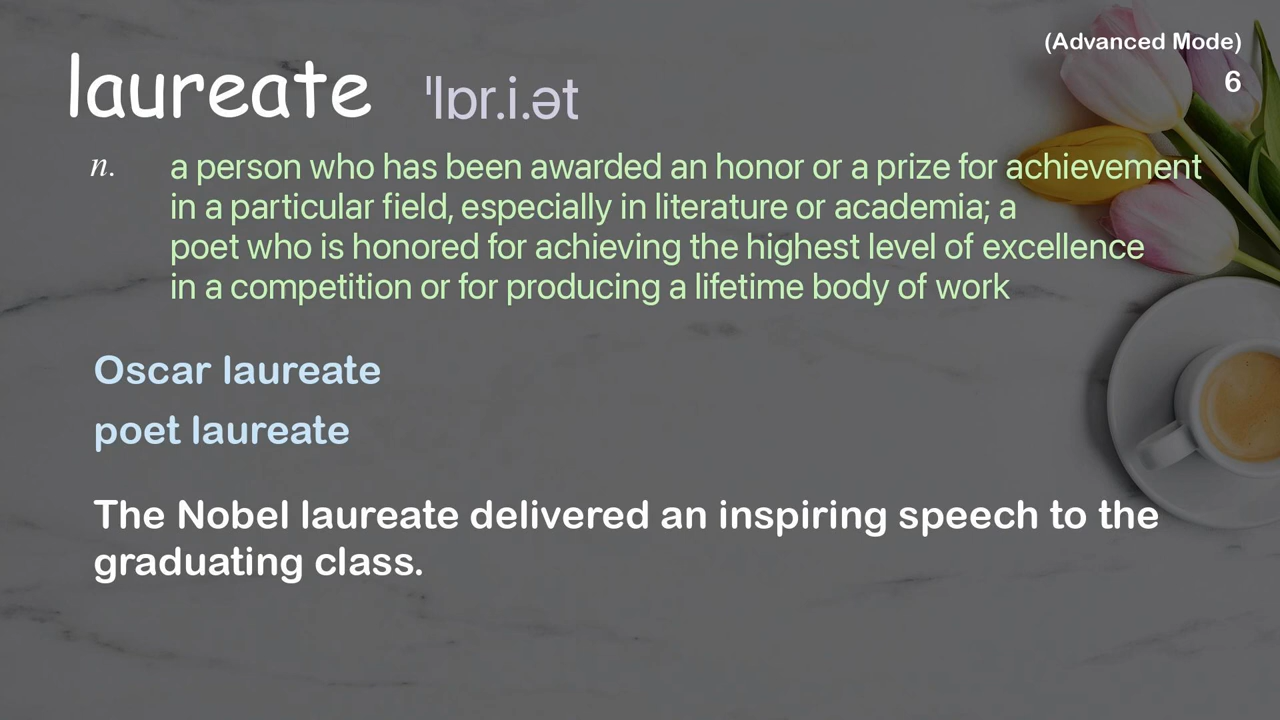 (Advanced Mode)
laureate ˈlɒr.i.ət
6
n. a person who has been awarded an honor or a prize for achievement
in a particular field, especially in literature or academia; a
poet who is honored for achieving the highest level of excellence
in a competition or for producing a lifetime body of work
Oscar laureate
poet laureate
The Nobel laureate delivered an inspiring speech to the
graduating class.